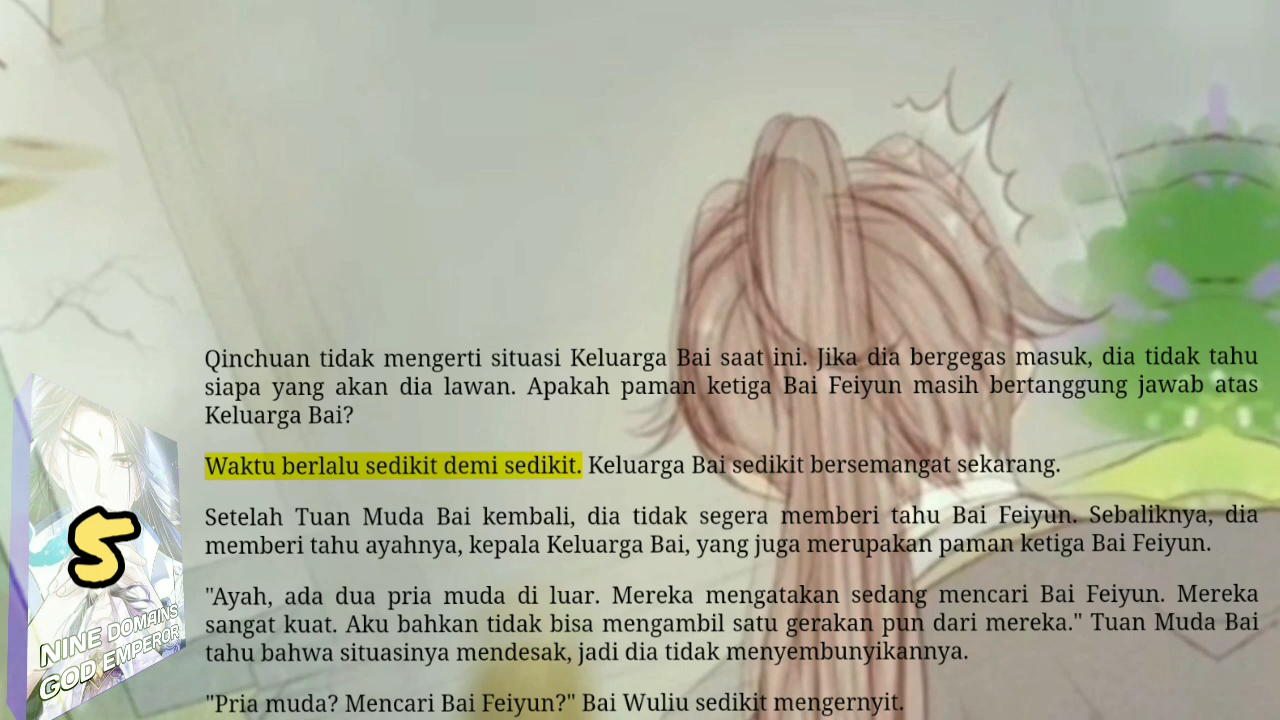 Qinchuan tidak mengerti situasi Keluarga Bai saat ini. Jika dia bergegas masuk, dia tidak tahu
siapa yang akan dia lawan. Apakah paman ketiga Bai Feiyun masih bertanggung jawab atas
Keluarga Bai?
Waktu berlalu sedikit demi sedikit. Keluarga Bai sedikit bersemangat sekarang.
Setelah Tuan Muda Bai kembali, dia tidak segera memberi tahu Bai Feiyun. Sebaliknya, dia
memberi tahu ayahnya, kepala Keluarga Bai, yang juga merupakan paman ketiga Bai Feiyun.
"Ayah, ada dua pria muda di luar. Mereka mengatakan sedang mencari Bai Feiyun. Mereka
sangat kuat. Aku bahkan tidak bisa mengambil satu gerakan pun dari mereka." Tuan Muda Bai
tahu bahwa situasinya mendesak, jadi dia tidak menyembunyikannya.
"Pria muda? Mencari Bai Feiyun?" Bai Wuliu sedikit mengernyit.
S
NINE DOMAINS
GOD EMPEROR